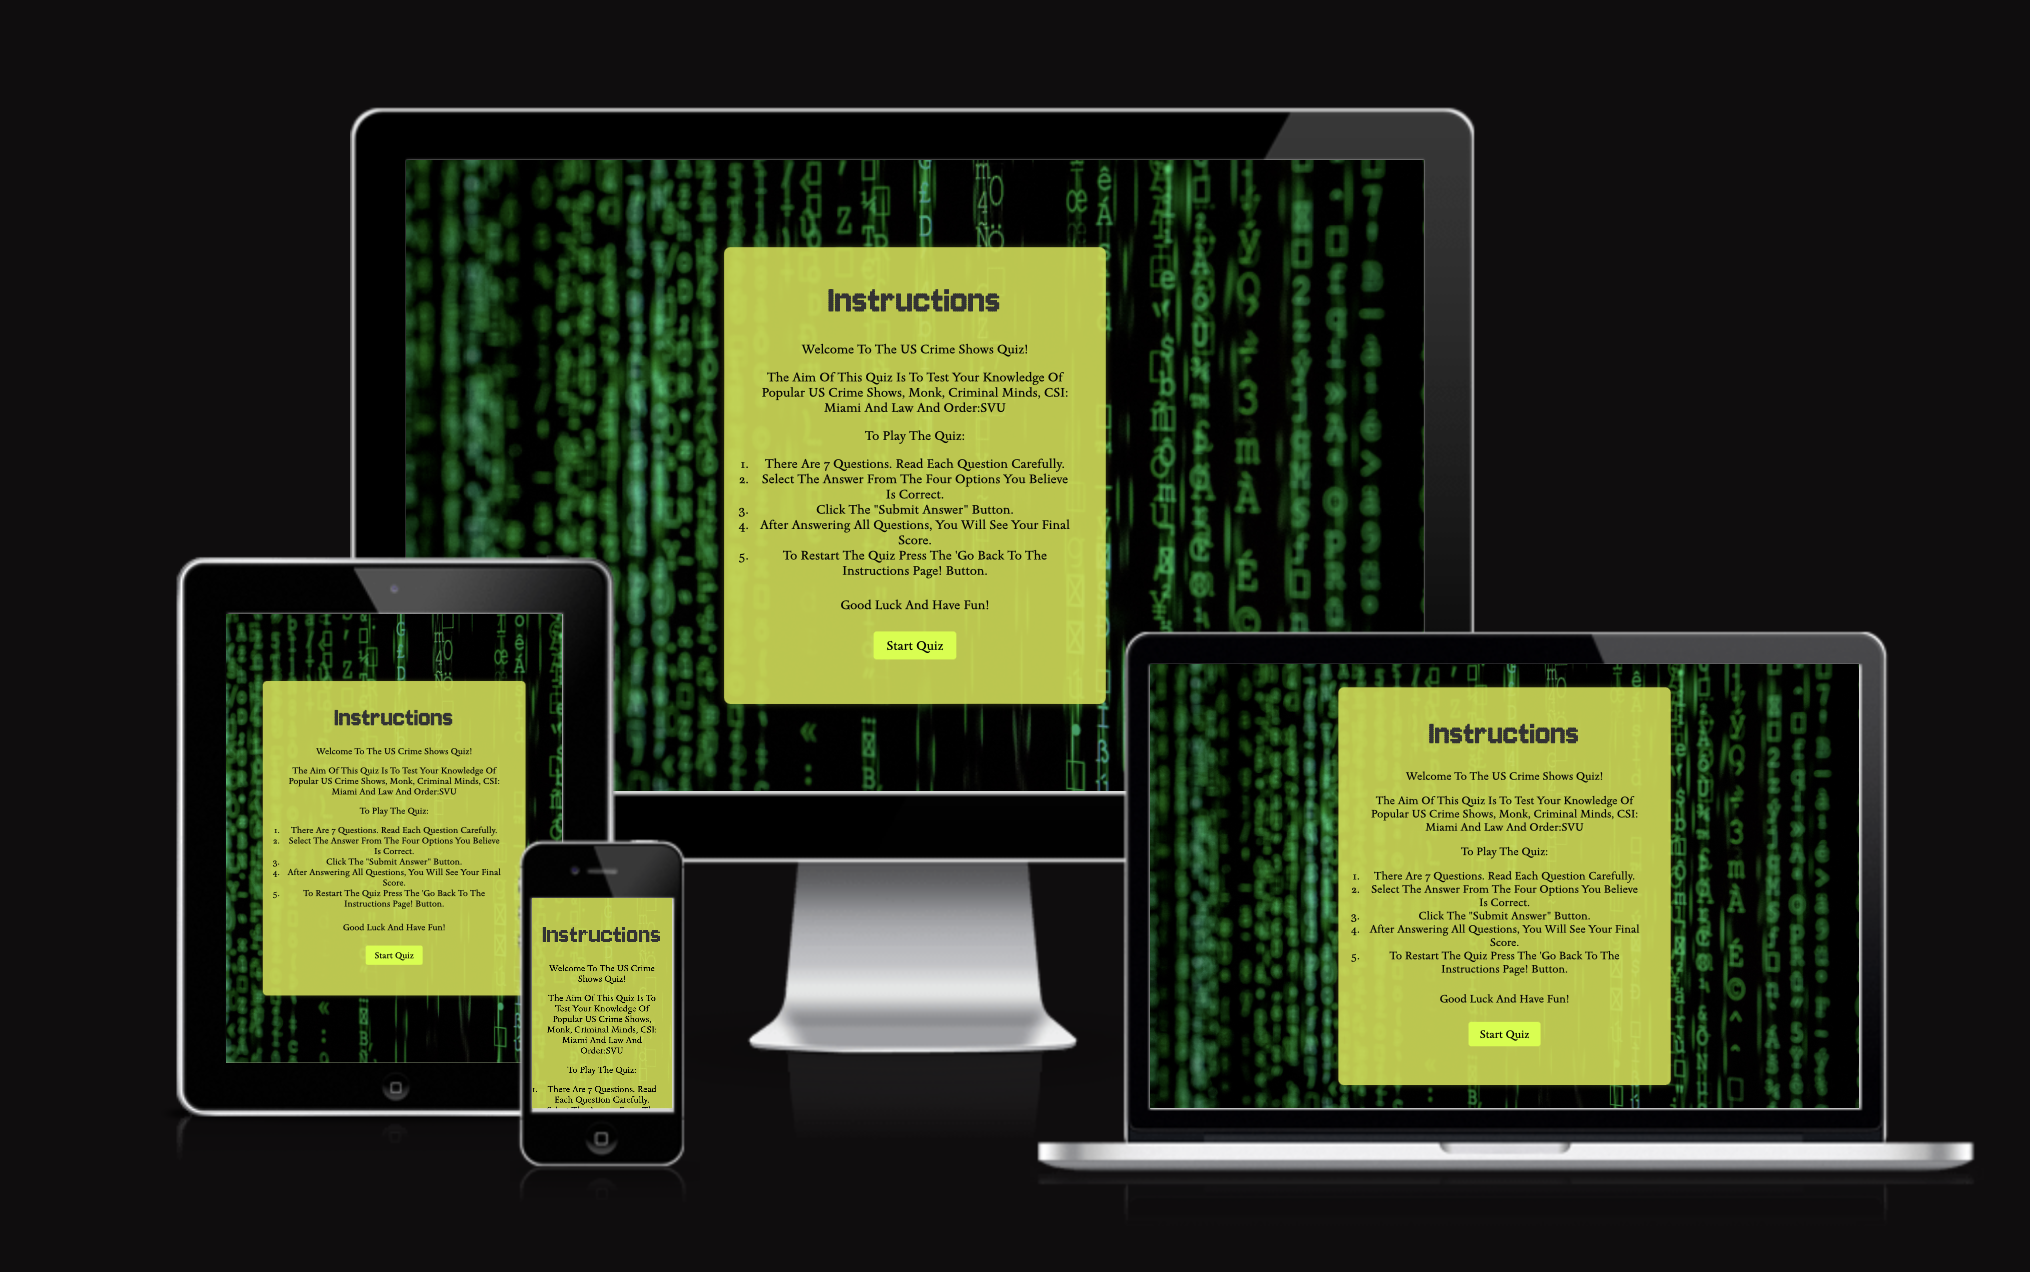 Instructions
Welcome To The US Crime Shows Quiz!
The Aim Of This Quiz Is To Test Your Knowledge Of
Popular US Crime Shows, Monk, Criminal Minds, CSI:
Miami And Law And Order:SVU
To Play The Quiz:
1. There Are 7 Questions. Read Each Question Carefully.
2. Select The Answer From The Four Options You Believe
Is Correct.
3. Click The "Submit Answer" Button.
4. After Answering All Questions, You Will See Your Final
Score.
5. To Restart The Quiz Press The 'Go Back To The
Instructions Page! Button.
Good Luck And Have Fun!
Start Quiz
Instructions
Welcome To The US Crime Shows Quiz!
The Aim Of This Quiz Is To Test Your Knowledge Of
Popular US Crime Shows, Monk, Criminal Minds, CSI:
Miami And Law And Order:SVU
To Play The Quiz:
1. There Are 7 Questions. Read Each Question Carefully.
2. Select The Answer From The Four Options You Believe
Is Correct.
3. Click The "Submit Answer" Button.
4. After Answering All Questions, You Will See Your Final
Score.
5. To Restart The Quiz Press The 'Go Back To The
Instructions Page! Button.
Good Luck And Have Fun!
Start Quiz
Instructions
Welcome To The US Crime
Shows Quiz!
The Aim Of This Quiz Is To
Test Your Knowledge Of
Popular US Crime Shows,
Monk, Criminal Minds, CSI:
Miami And Law And
Order:SVU
To Play The Quiz:
1. There Are 7 Questions. Read
Each Question Carefully.
Instructions
Welcome To The US Crime Shows Quiz!
The Aim Of This Quiz Is To Test Your Knowledge Of
Popular US Crime Shows, Monk, Criminal Minds, CSI:
Miami And Law And Order:SVU
To Play The Quiz:
1. There Are 7 Questions. Read Each Question Carefully.
2. Select The Answer From The Four Options You Believe
Is Correct.
3. Click The "Submit Answer" Button.
4. After Answering All Questions, You Will See Your Final
Score.
5. To Restart The Quiz Press The 'Go Back To The
Instructions Page! Button.
Good Luck And Have Fun!
Start Quiz